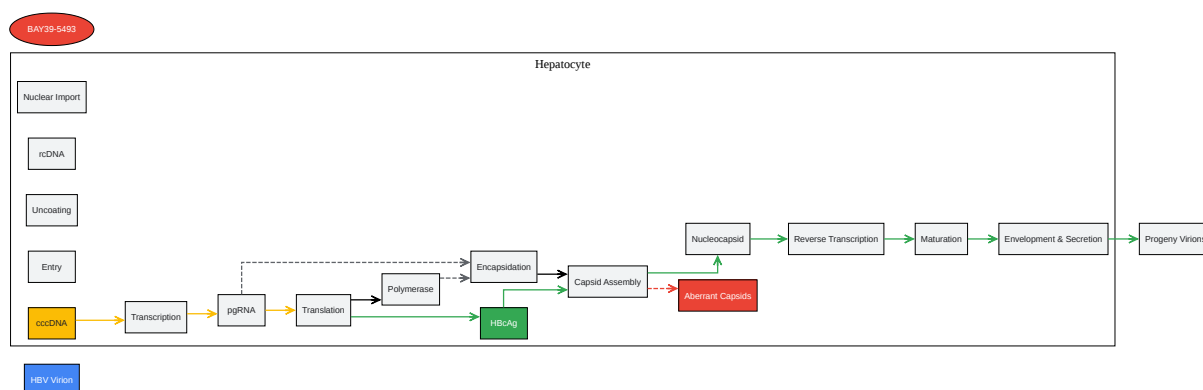 BAY39-5493
Hepatocyte
Nuclear Import
rcDNA
Uncoating
Entry
cccDNA
Transcription
pgRNA
Translation
Polymerase
HBcAg
Encapsidation
Capsid Assembly
Nucleocapsid
Aberrant Capsids
Reverse Transcription
Maturation
Envelopment & Secretion
Progeny Virions
HBV Virion